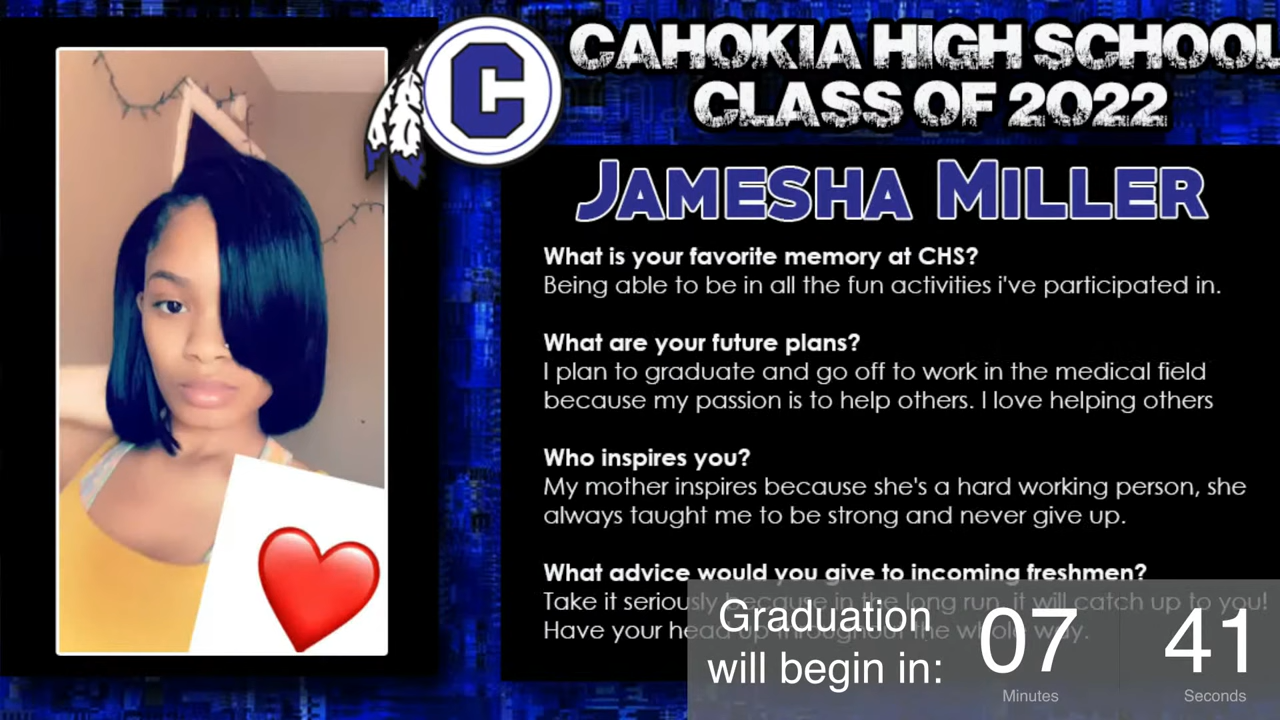 C
CAHOKIA HIGH SCHOOL
CLASS OF 2022
JAMESHA MILLER
What is your favorite memory at CHS?
Being able to be in all the fun activities i've participated in.
What are your future plans?
I plan to graduate and go off to work in the medical field
because my passion is to help others. I love helping others
Who inspires you?
My mother inspires because she's a hard working person, she
always taught me to be strong and never give up.
What advice would you give to incoming freshmen?
Take it seriously because in the long run, it will catch up to you!
Have your head up throughout the whole way.
Graduation
will begin in:
07 41
Minutes Seconds